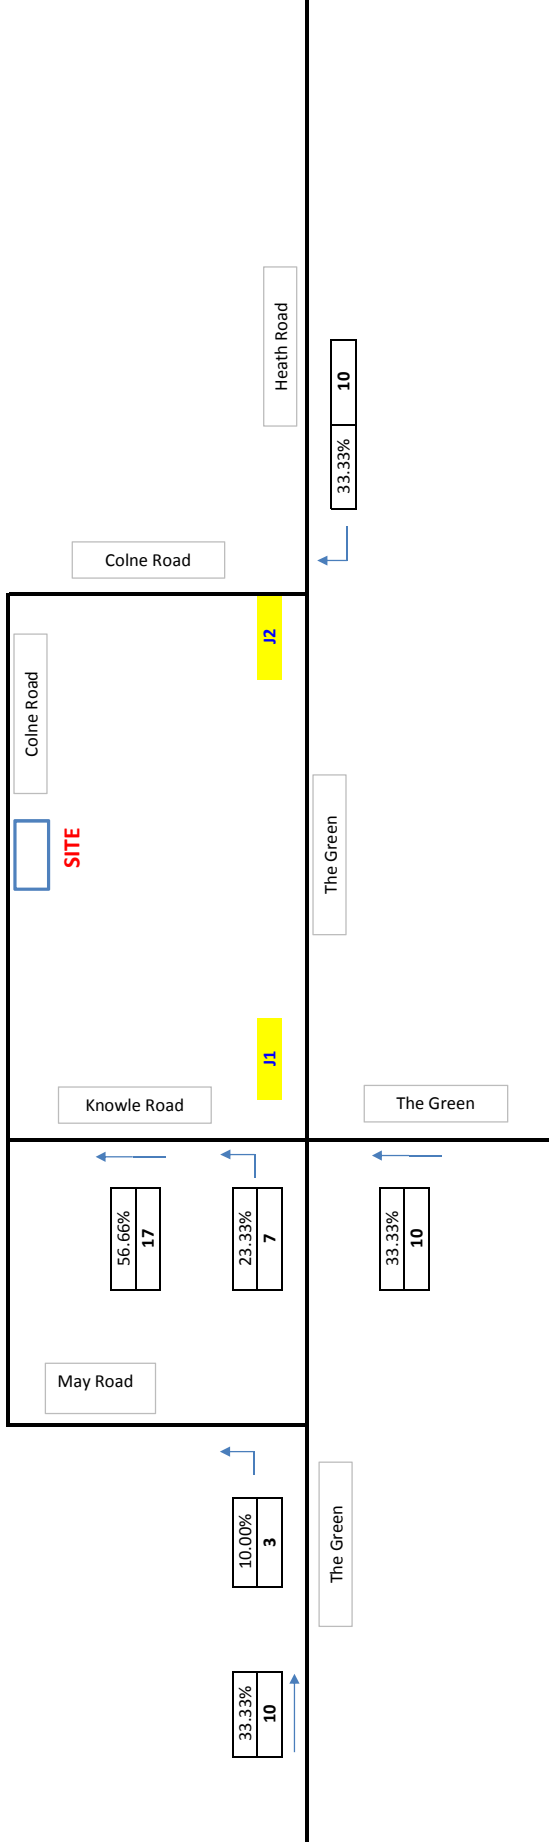 Heath Road
33.33%
10
Colne Road
J2
Colne Road
The Green
SITE
J1
Knowle Road
The Green
56.66%
17
23.33%
7
33.33%
10
May Road
10.00%
3
The Green
33.33%
10